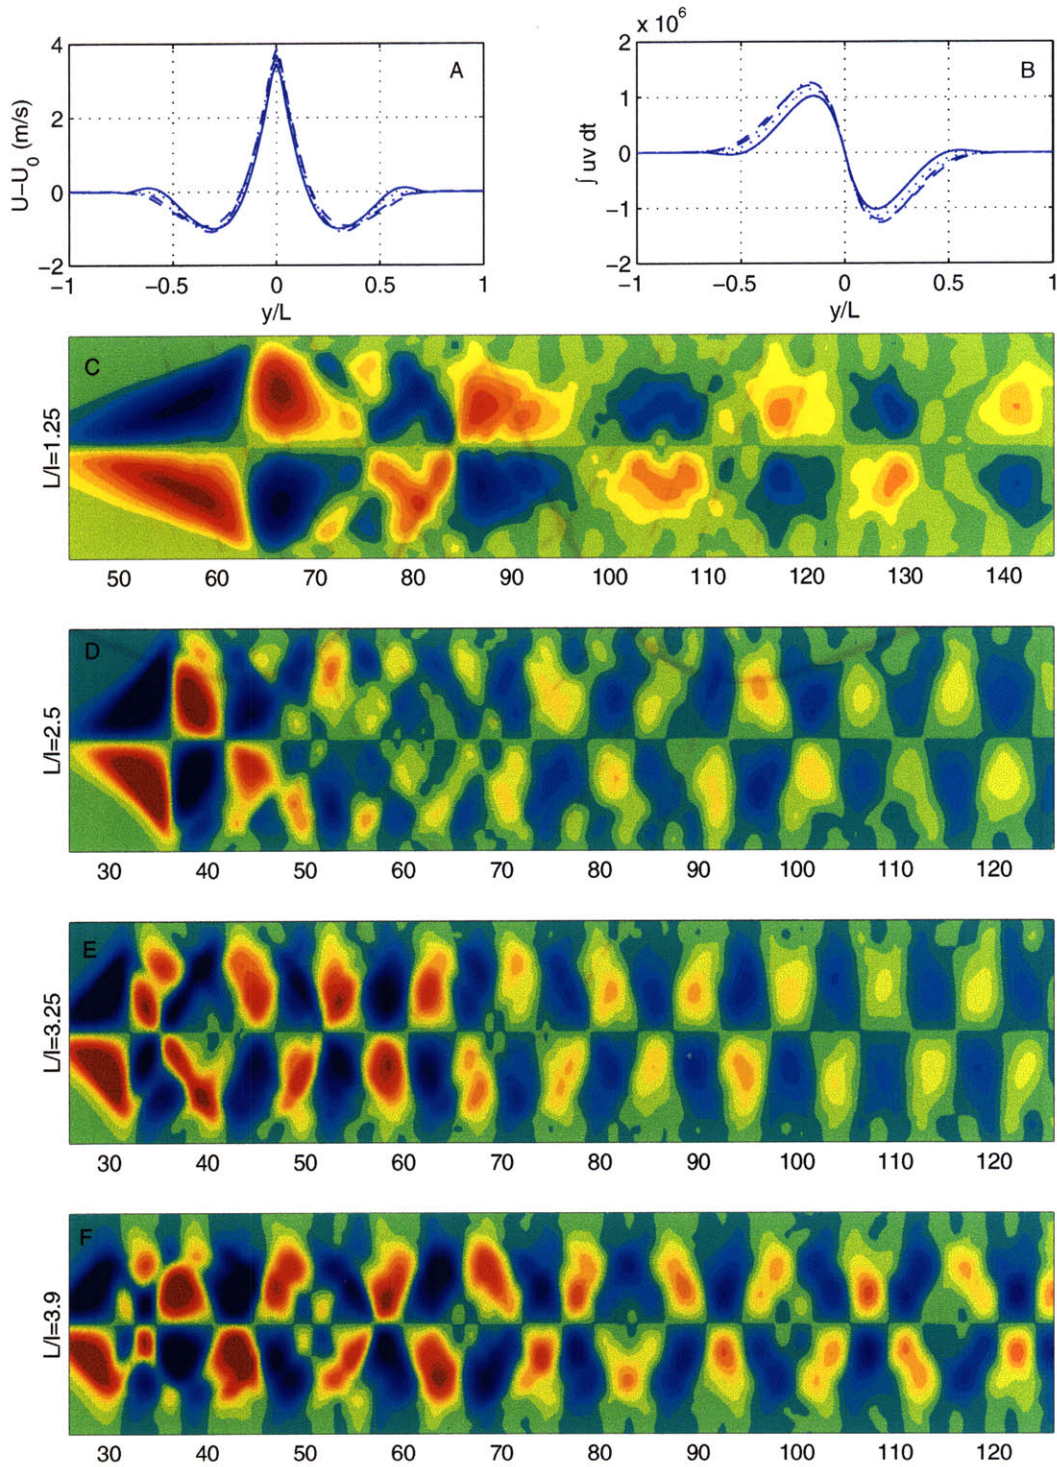 x 10⁶
4
2
0
−2
U−U₀ (m/s)
A
−1 −0.5 0 0.5 1
y/L
2
1
0
−1
−2
∫ uv dt
B
−1 −0.5 0 0.5 1
y/L
C
L/l=1.25
50 60 70 80 90 100 110 120 130 140
D
L/l=2.5
30 40 50 60 70 80 90 100 110 120
E
L/l=3.25
30 40 50 60 70 80 90 100 110 120
F
L/l=3.9
30 40 50 60 70 80 90 100 110 120